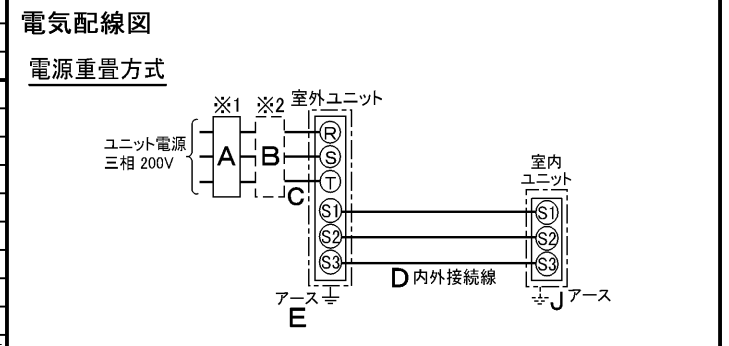 電気配線図
電源重畳方式
※1 ※2 室外ユニット
ユニット電源
三相 200V
A B C
R
S
T
S1
S2
S3
室内
ユニット
S1
S2
S3
D 内外接続線
アース
E
J アース